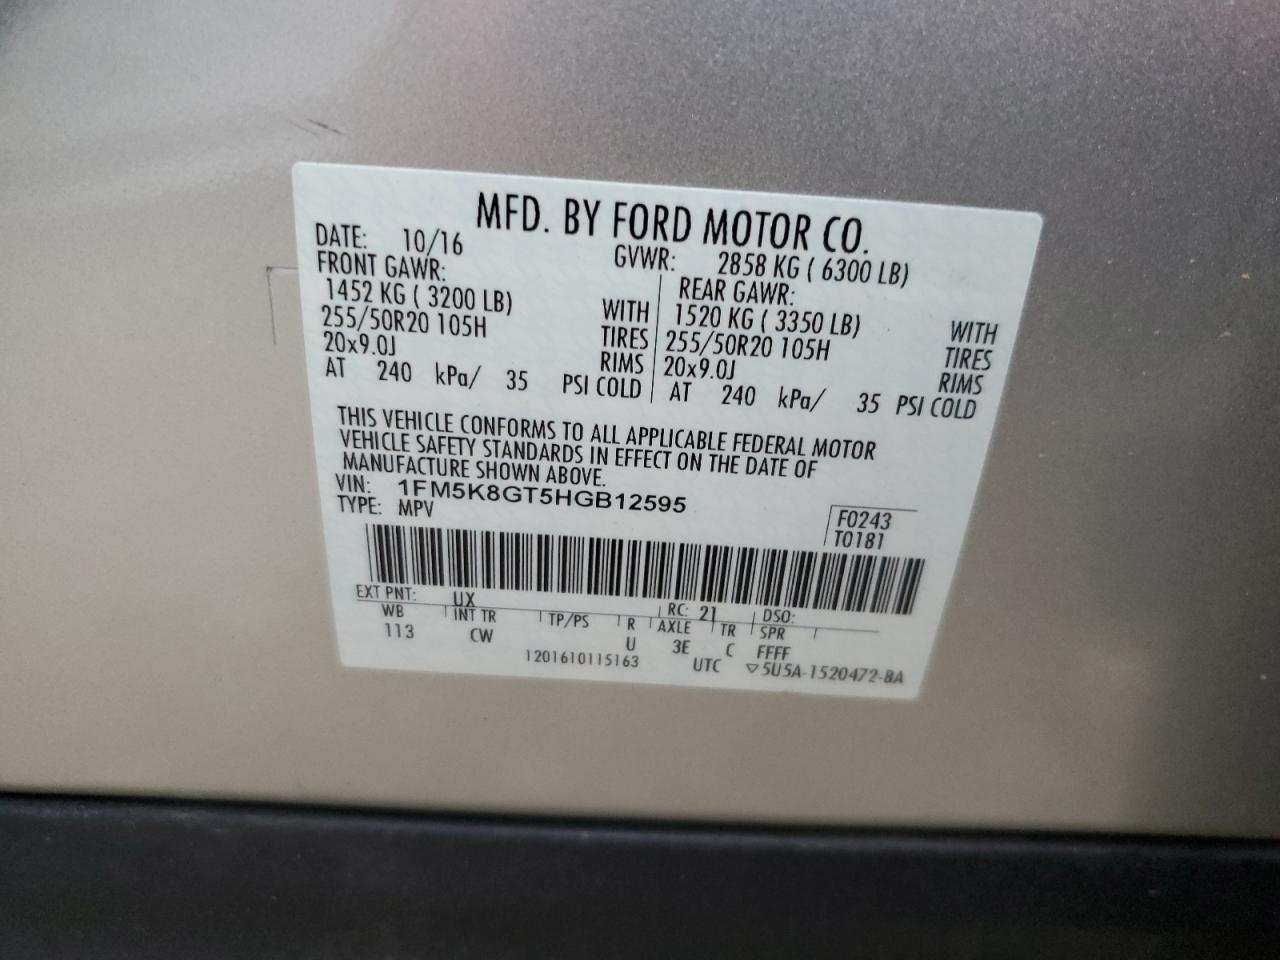 MFD. BY FORD MOTOR CO.
DATE: 10/16 GVWR: 2858 KG ( 6300 LB)
FRONT GAWR: REAR GAWR:
1452 KG ( 3200 LB) WITH 1520 KG ( 3350 LB) WITH
255/50R20 105H TIRES 255/50R20 105H TIRES
20x9.0J RIMS 20x9.0J RIMS
AT 240 kPa/ 35 PSI COLD AT 240 kPa/ 35 PSI COLD
THIS VEHICLE CONFORMS TO ALL APPLICABLE FEDERAL MOTOR
VEHICLE SAFETY STANDARDS IN EFFECT ON THE DATE OF
MANUFACTURE SHOWN ABOVE.
VIN: 1FM5K8GT5HGB12595
TYPE: MPV
F0243
T0181
EXT PNT: UX RC: 21 DSO:
WB INT TR TP/PS R AXLE TR SPR
113 CW U 3E C FFFF
1201610115163 UTC ▽5U5A-1520472-BA